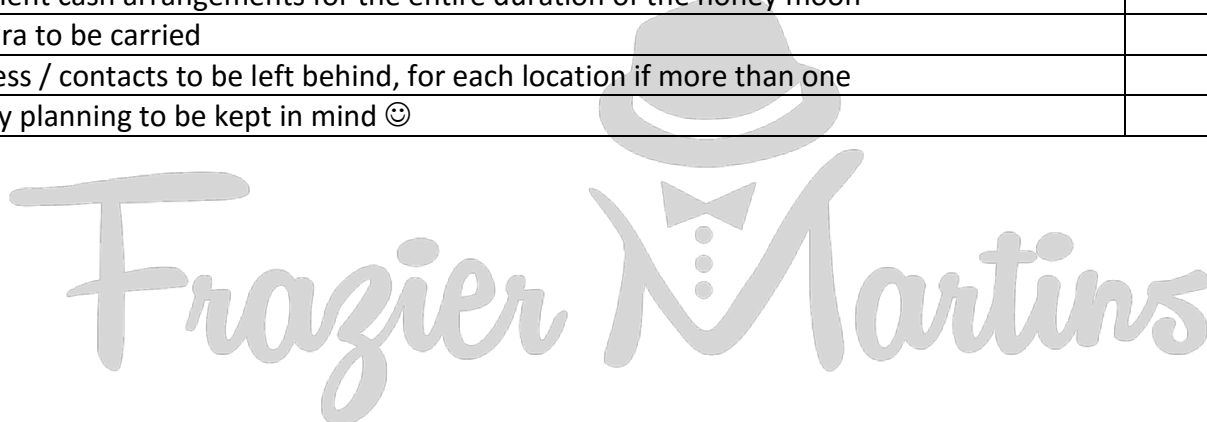 ient cash arrangements for the entire duration of the honey moon
ra to be carried
ess / contacts to be left behind, for each location if more than one
y planning to be kept in mind ☺
Frazier Martins